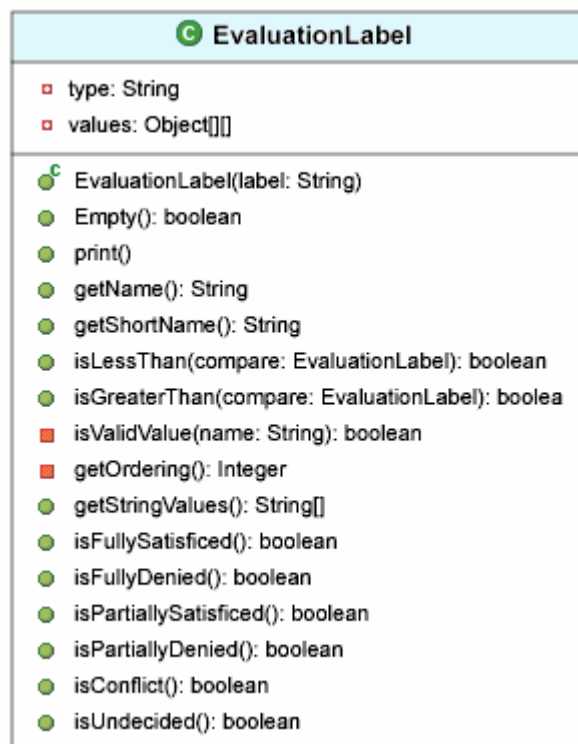 C EvaluationLabel
type: String
values: Object[][]
C EvaluationLabel(label: String)
Empty(): boolean
print()
getName(): String
getShortName(): String
isLessThan(compare: EvaluationLabel): boolean
isGreaterThan(compare: EvaluationLabel): boolea
isValidValue(name: String): boolean
getOrdering(): Integer
getStringValues(): String[]
isFullySatisficed(): boolean
isFullyDenied(): boolean
isPartiallySatisficed(): boolean
isPartiallyDenied(): boolean
isConflict(): boolean
isUndecided(): boolean